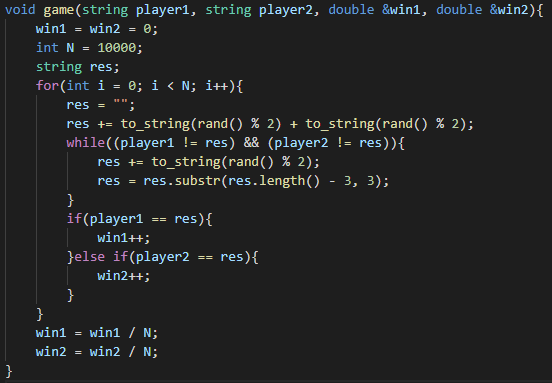 void game(string player1, string player2, double &win1, double &win2){
    win1 = win2 = 0;
    int N = 10000;
    string res;
    for(int i = 0; i < N; i++){
        res = "";
        res += to_string(rand() % 2) + to_string(rand() % 2);
        while((player1 != res) && (player2 != res)){
            res += to_string(rand() % 2);
            res = res.substr(res.length() - 3, 3);
        }
        if(player1 == res){
            win1++;
        }else if(player2 == res){
            win2++;
        }
    }
    win1 = win1 / N;
    win2 = win2 / N;
}